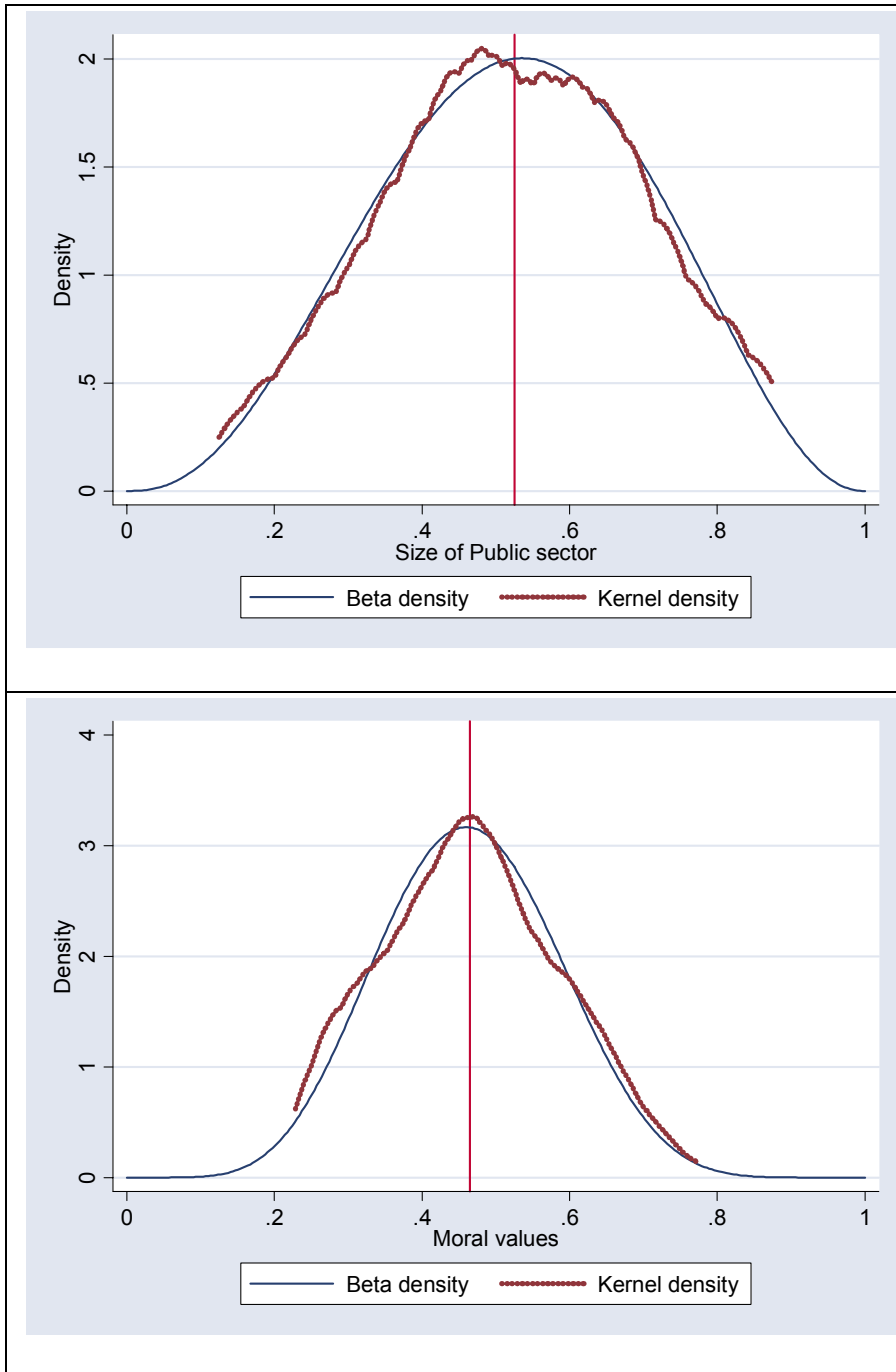 2
1.5
1
.5
0
Density
0 .2 .4 .6 .8 1
Size of Public sector
Beta density Kernel density
4
3
2
1
0
Density
0 .2 .4 .6 .8 1
Moral values
Beta density Kernel density